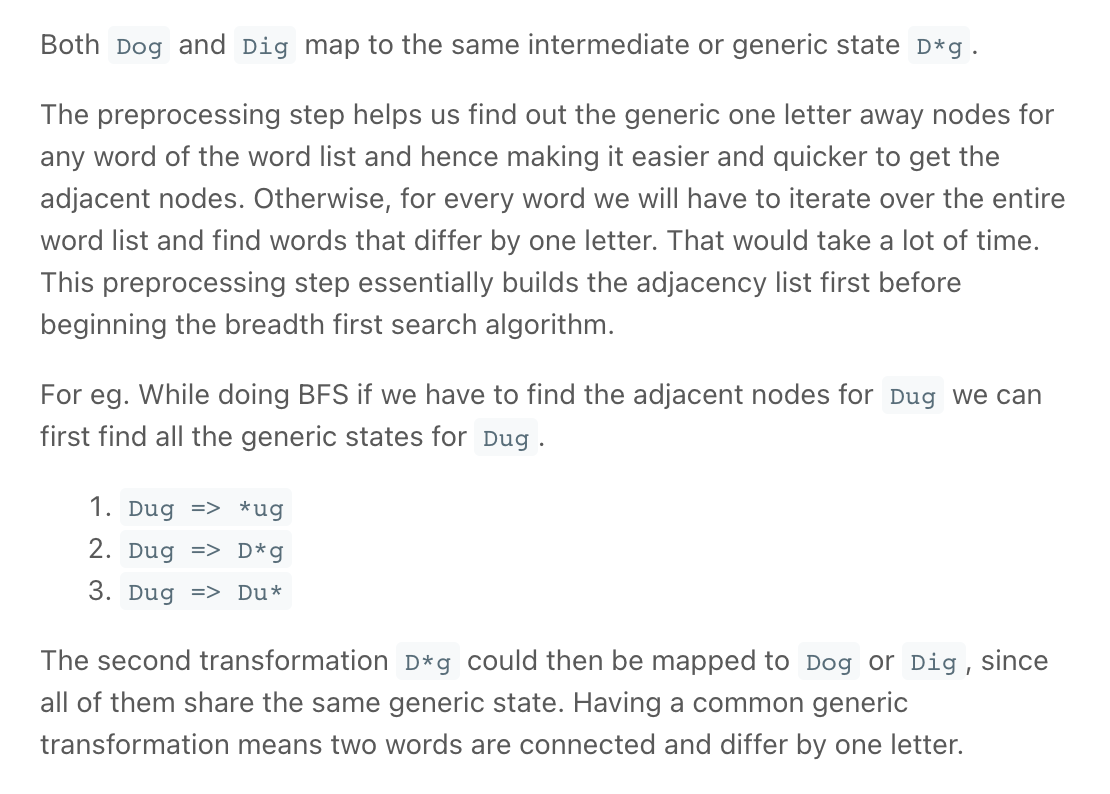 Both Dog and Dig map to the same intermediate or generic state D*g.
The preprocessing step helps us find out the generic one letter away nodes for
any word of the word list and hence making it easier and quicker to get the
adjacent nodes. Otherwise, for every word we will have to iterate over the entire
word list and find words that differ by one letter. That would take a lot of time.
This preprocessing step essentially builds the adjacency list first before
beginning the breadth first search algorithm.
For eg. While doing BFS if we have to find the adjacent nodes for Dug we can
first find all the generic states for Dug.
1. Dug => *ug
2. Dug => D*g
3. Dug => Du*
The second transformation D*g could then be mapped to Dog or Dig, since
all of them share the same generic state. Having a common generic
transformation means two words are connected and differ by one letter.